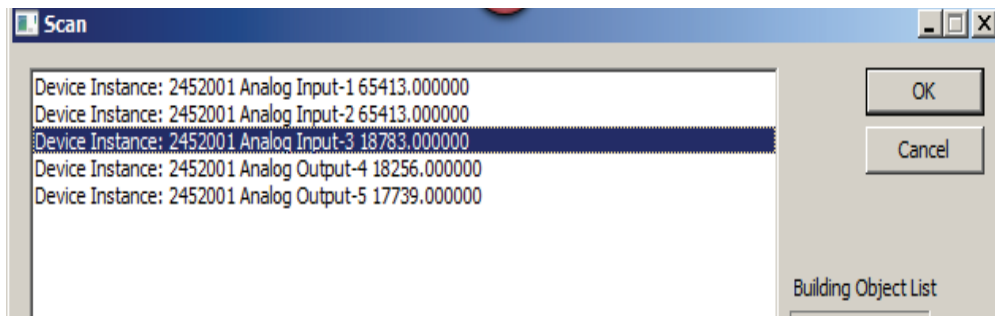 Scan
Device Instance: 2452001 Analog Input-1 65413.000000
Device Instance: 2452001 Analog Input-2 65413.000000
Device Instance: 2452001 Analog Input-3 18783.000000
Device Instance: 2452001 Analog Output-4 18256.000000
Device Instance: 2452001 Analog Output-5 17739.000000
OK
Cancel
Building Object List